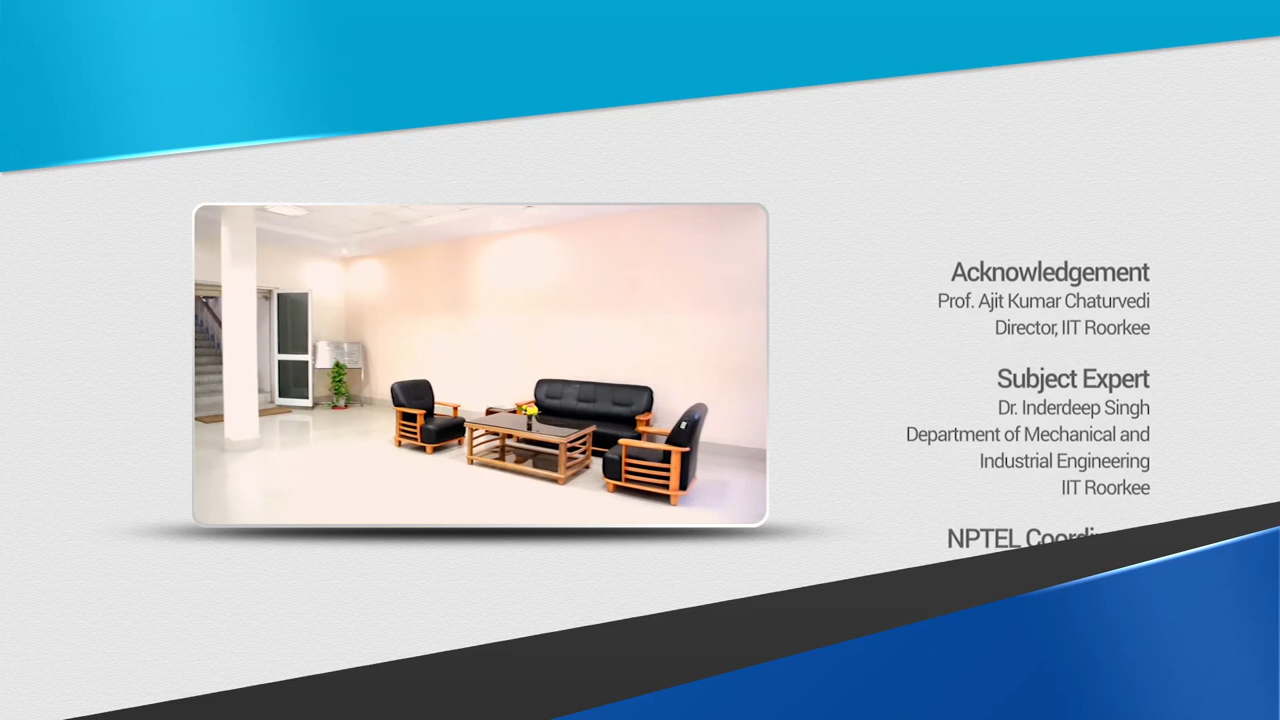 Acknowledgement
Prof. Ajit Kumar Chaturvedi
Director, IIT Roorkee
Subject Expert
Dr. Inderdeep Singh
Department of Mechanical and
Industrial Engineering
IIT Roorkee
NPTEL